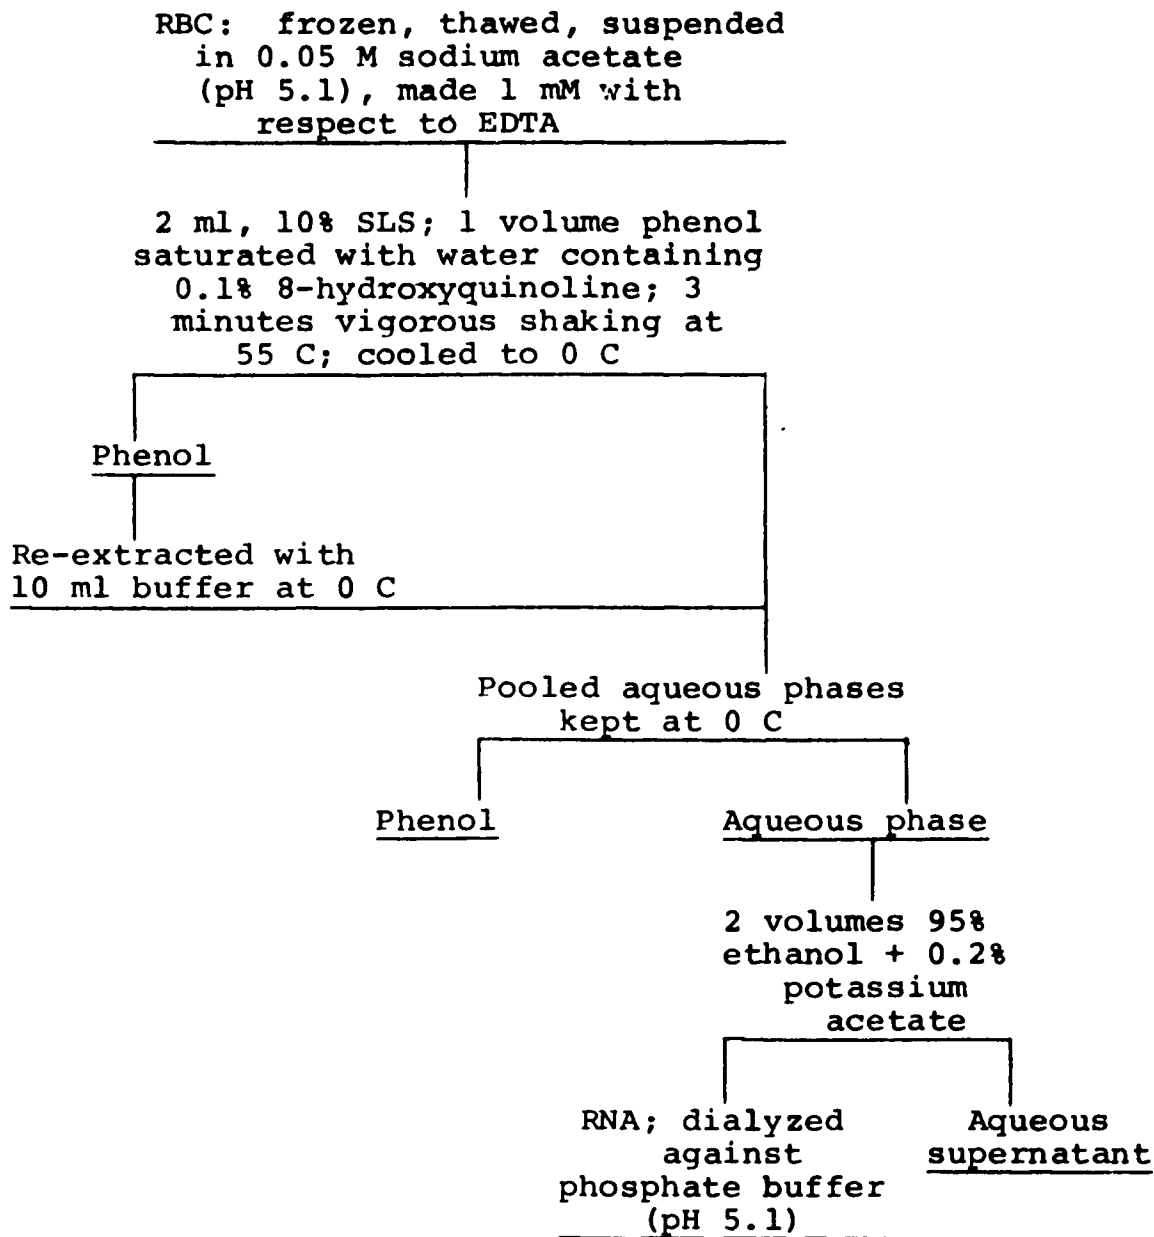 RBC: frozen, thawed, suspended
in 0.05 M sodium acetate
(pH 5.1), made 1 mM with
respect to EDTA
2 ml, 10% SLS; 1 volume phenol
saturated with water containing
0.1% 8-hydroxyquinoline; 3
minutes vigorous shaking at
55 C; cooled to 0 C
Phenol
Re-extracted with
10 ml buffer at 0 C
Pooled aqueous phases
kept at 0 C
Phenol
Aqueous phase
2 volumes 95%
ethanol + 0.2%
potassium
acetate
RNA; dialyzed
against
phosphate buffer
(pH 5.1)
Aqueous
supernatant